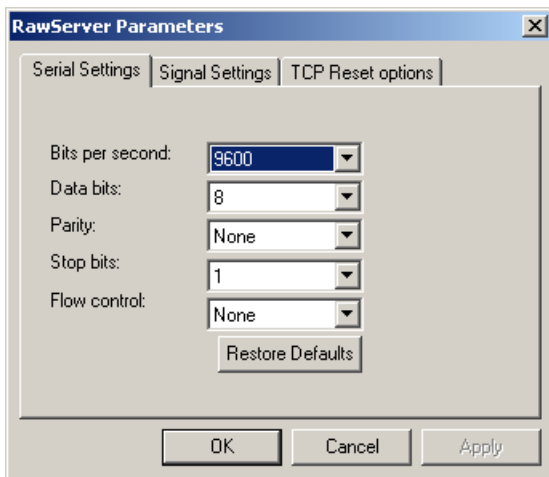 RawServer Parameters
Serial Settings Signal Settings TCP Reset options
Bits per second: 9600
Data bits: 8
Parity: None
Stop bits: 1
Flow control: None
Restore Defaults
OK Cancel Apply